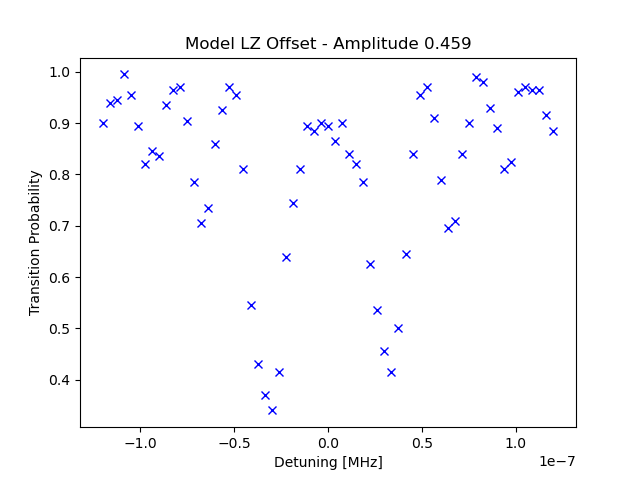 Model LZ Offset - Amplitude 0.459
1.0
0.9
0.8
0.7
0.6
0.5
0.4
Transition Probability
−1.0 −0.5 0.0 0.5 1.0
1e−7
Detuning [MHz]